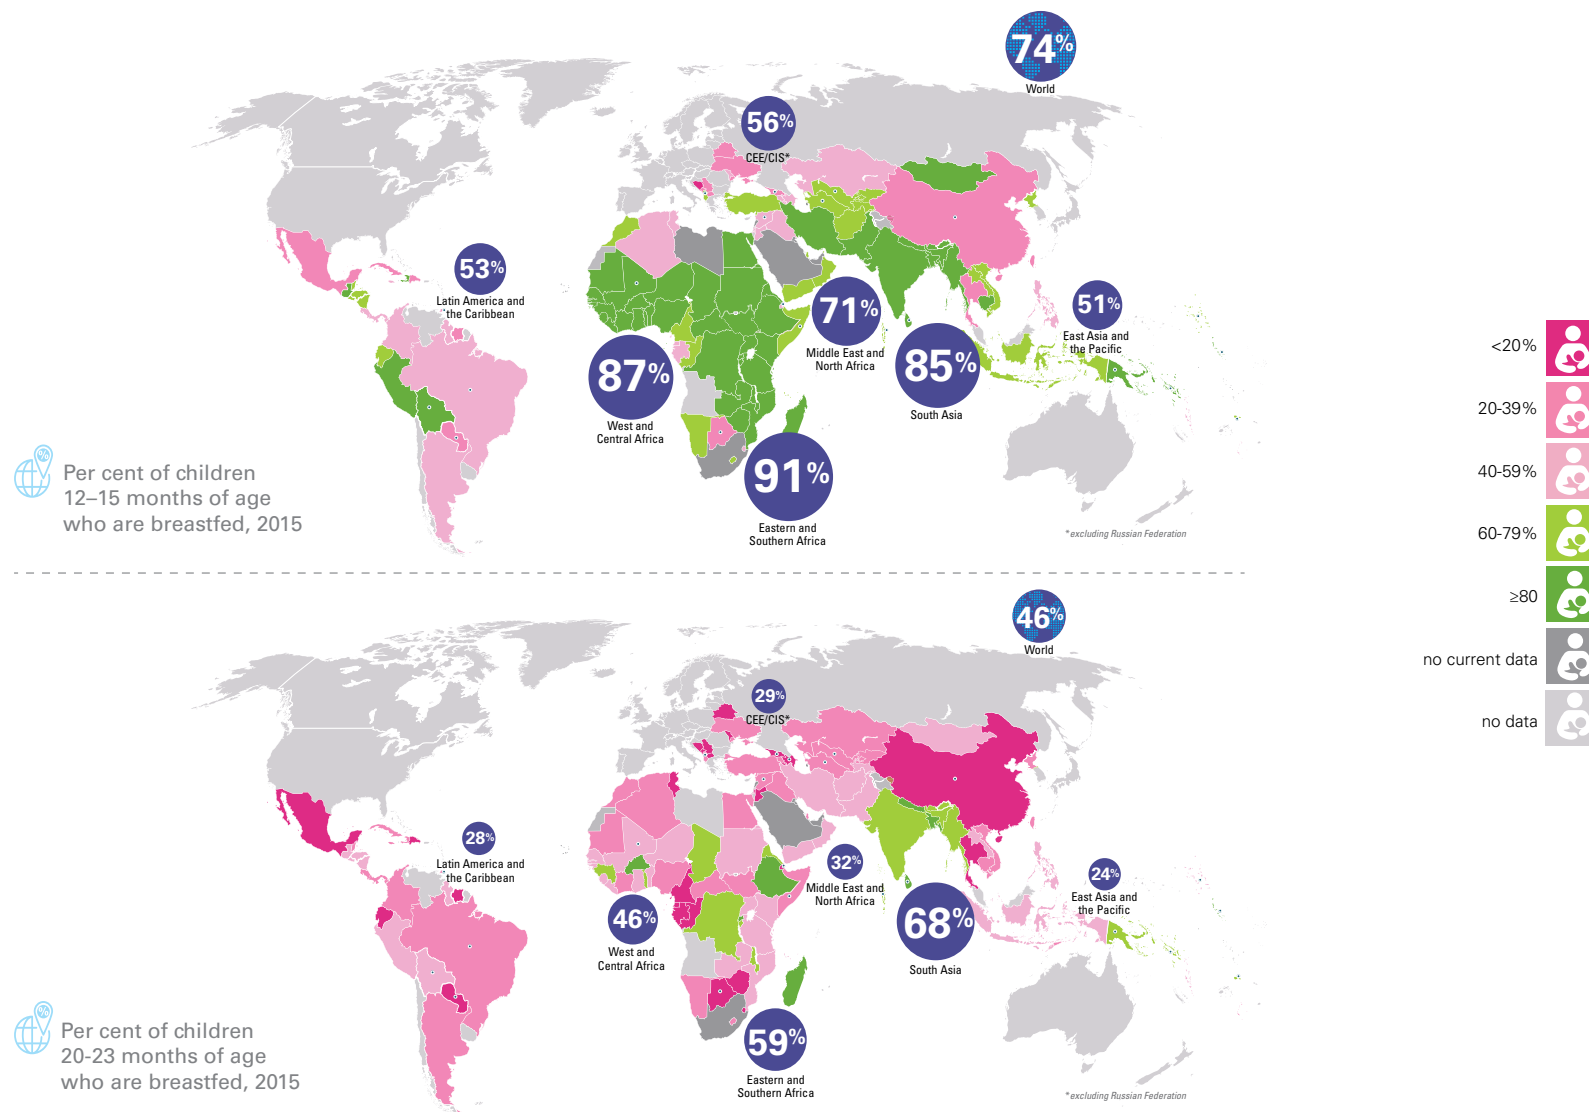 74%
World
56%
CEE/CIS*
53%
Latin America and
the Caribbean
71%
Middle East and
North Africa
51%
East Asia and
the Pacific
87%
West and
Central Africa
85%
South Asia
91%
Eastern and
Southern Africa
%
Per cent of children
12–15 months of age
who are breastfed, 2015
*excluding Russian Federation
<20%
20-39%
40-59%
60-79%
≥80
no current data
no data
46%
World
29%
CEE/CIS*
28%
Latin America and
the Caribbean
32%
Middle East and
North Africa
24%
East Asia and
the Pacific
46%
West and
Central Africa
68%
South Asia
59%
Eastern and
Southern Africa
%
Per cent of children
20-23 months of age
who are breastfed, 2015
*excluding Russian Federation